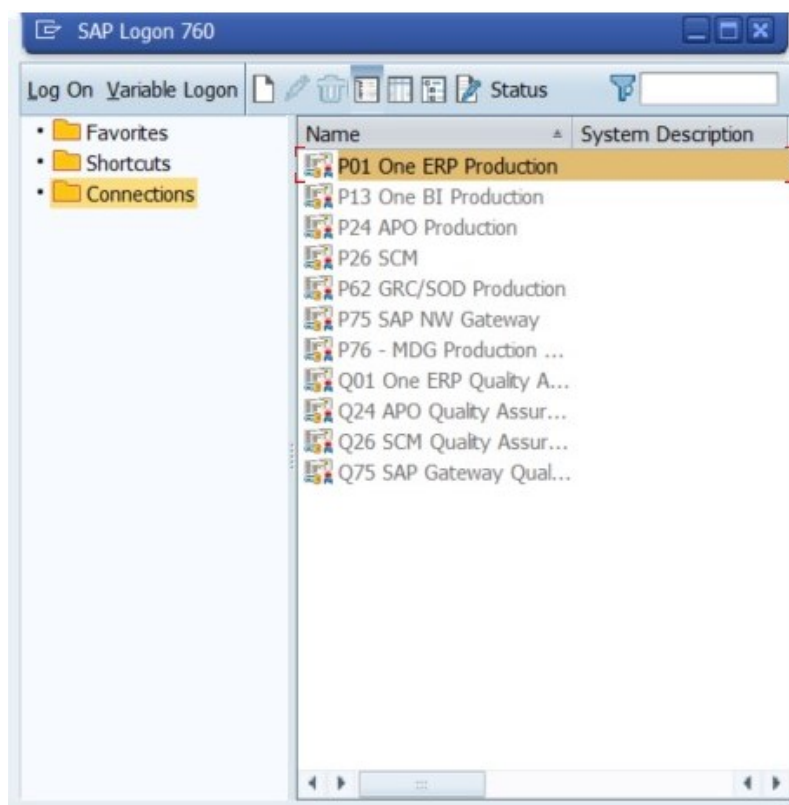 SAP Logon 760
Log On Variable Logon Status
Favorites
Shortcuts
Connections
Name System Description
P01 One ERP Production
P13 One BI Production
P24 APO Production
P26 SCM
P62 GRC/SOD Production
P75 SAP NW Gateway
P76 - MDG Production ...
Q01 One ERP Quality A...
Q24 APO Quality Assur...
Q26 SCM Quality Assur...
Q75 SAP Gateway Qual...